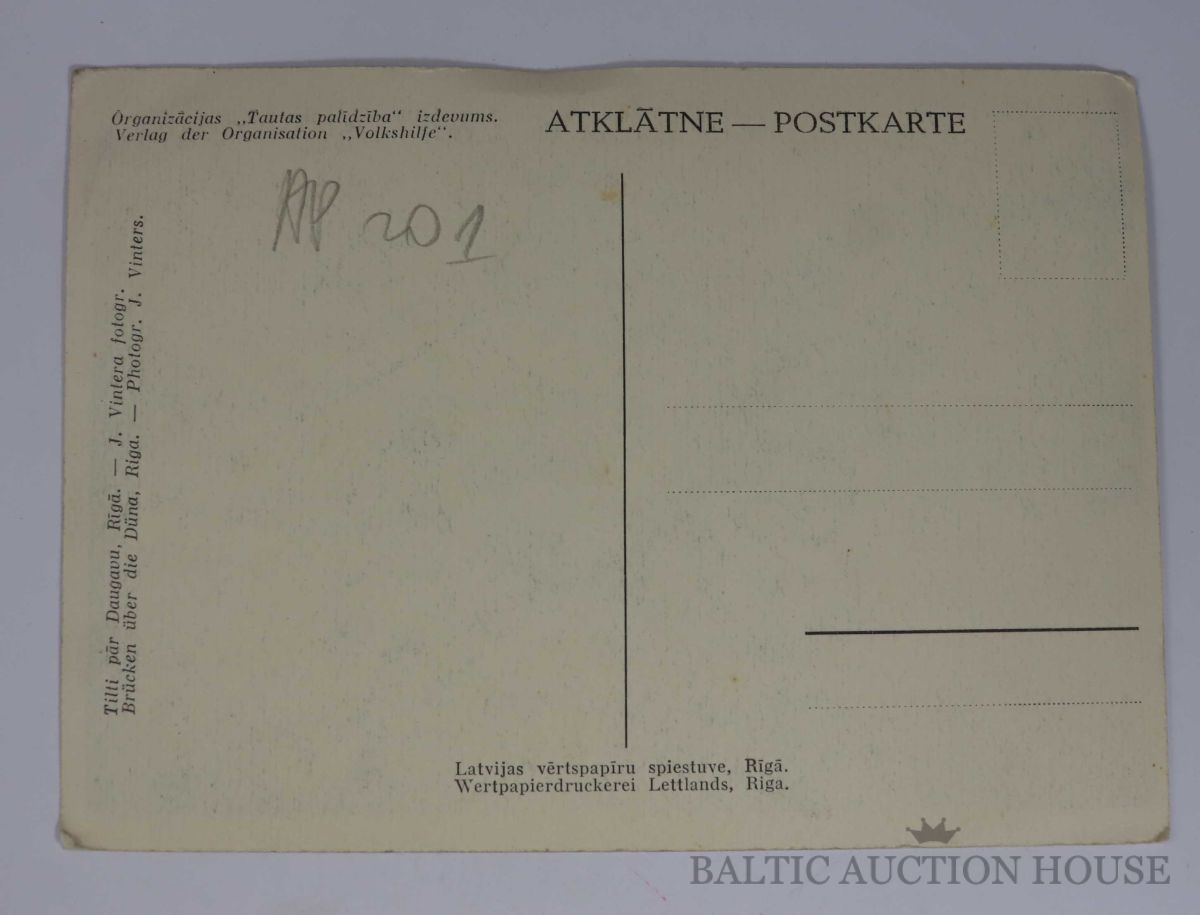 Organizācijas „Tautas palīdzība“ izdevums.
Verlag der Organisation „Volkshilfe“.
ATKLĀTNE — POSTKARTE
201
Tilti pār Daugavu, Rīgā. — J. Vintera fotogr.
Brücken über die Düna, Riga. — Photogr. J. Vinters.
Latvijas vērtspapīru spiestuve, Rīgā.
Wertpapierdruckerei Lettlands, Riga.
BALTIC AUCTION HOUSE